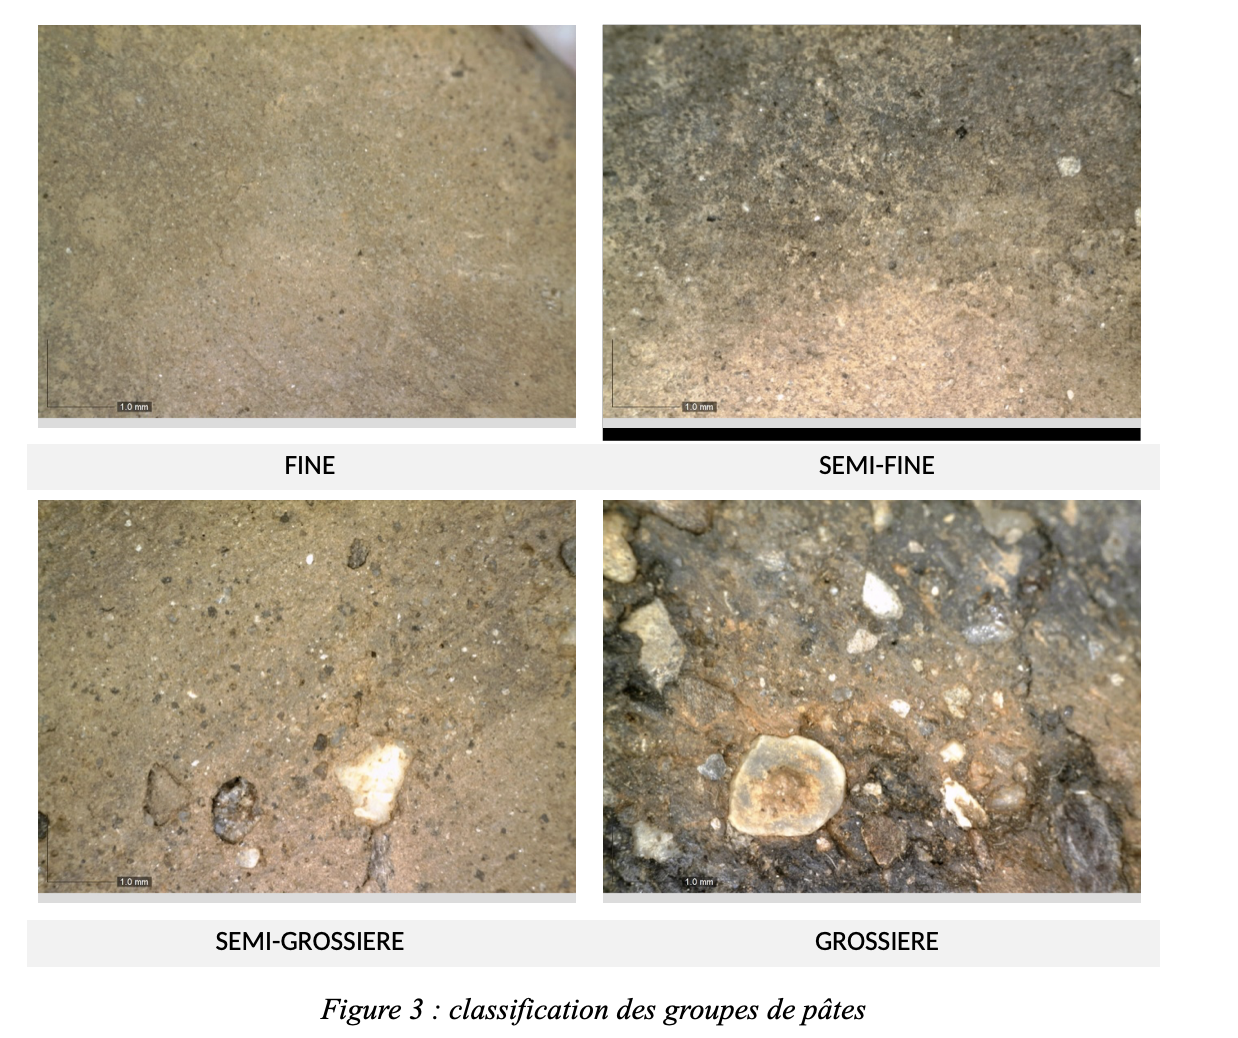 1.0 mm
1.0 mm
FINE
SEMI-FINE
1.0 mm
1.0 mm
SEMI-GROSSIERE
GROSSIERE
Figure 3 : classification des groupes de pâtes